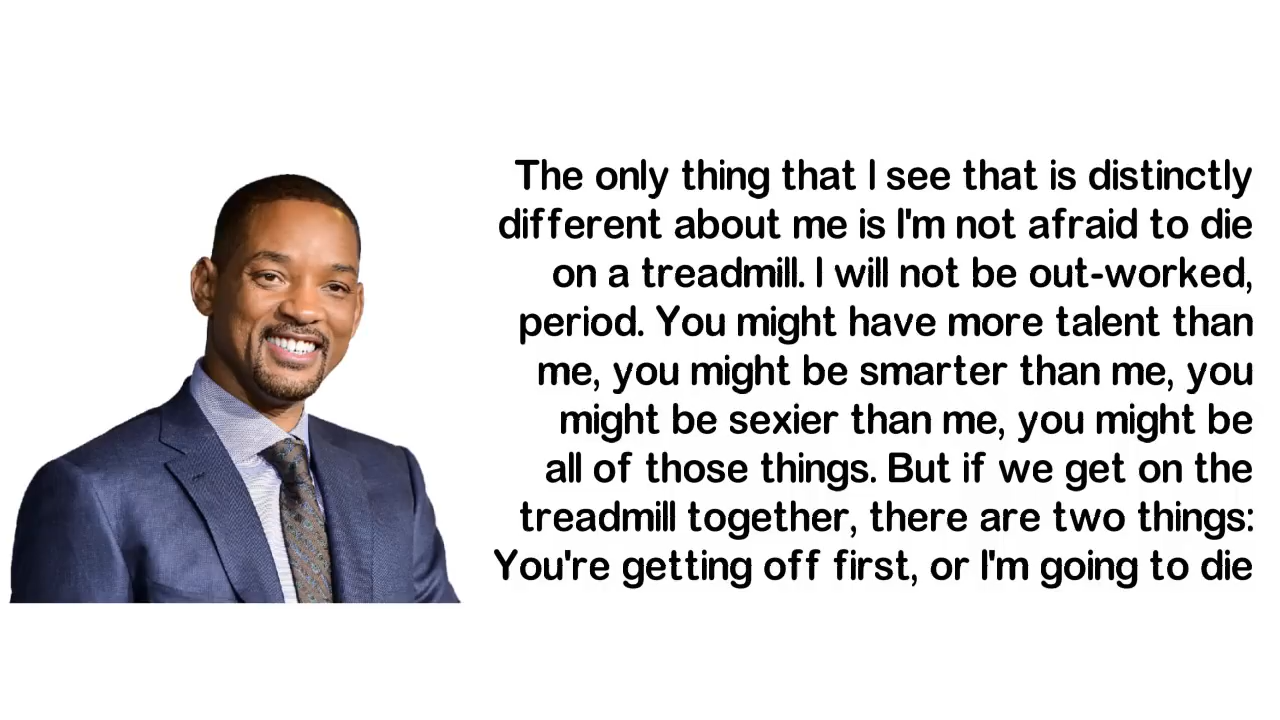 The only thing that I see that is distinctly
different about me is I'm not afraid to die
on a treadmill. I will not be out-worked,
period. You might have more talent than
me, you might be smarter than me, you
might be sexier than me, you might be
all of those things. But if we get on the
treadmill together, there are two things:
You're getting off first, or I'm going to die